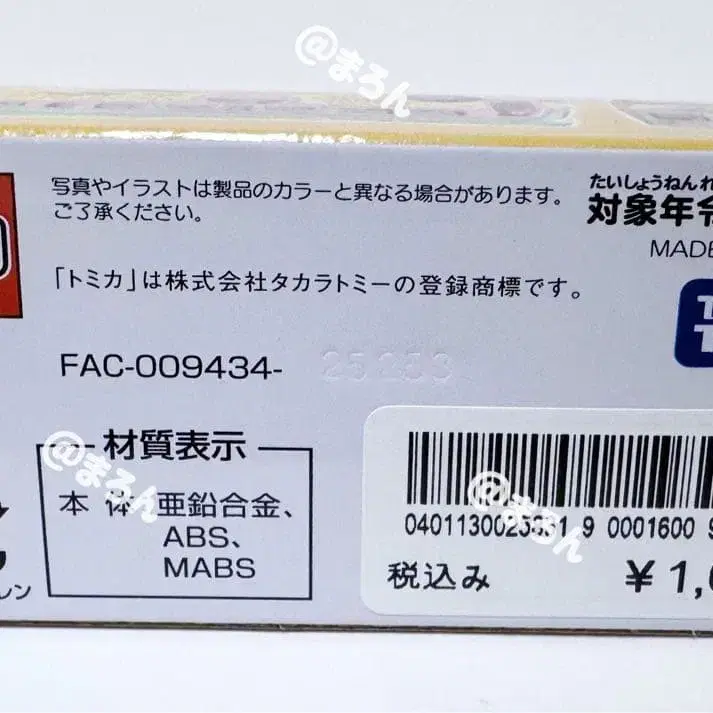 @まろん
写真やイラストは製品のカラーと異なる場合があります。
ご了承ください。
たいしょうねんれ
対象年令
MADE
「トミカ」は株式会社タカラトミーの登録商標です。
FAC-009434-
材質表示
@まろん
本 体 亜鉛合金、
ABS、
MABS
レン
@まろん
0001600 9
税込み
¥1,